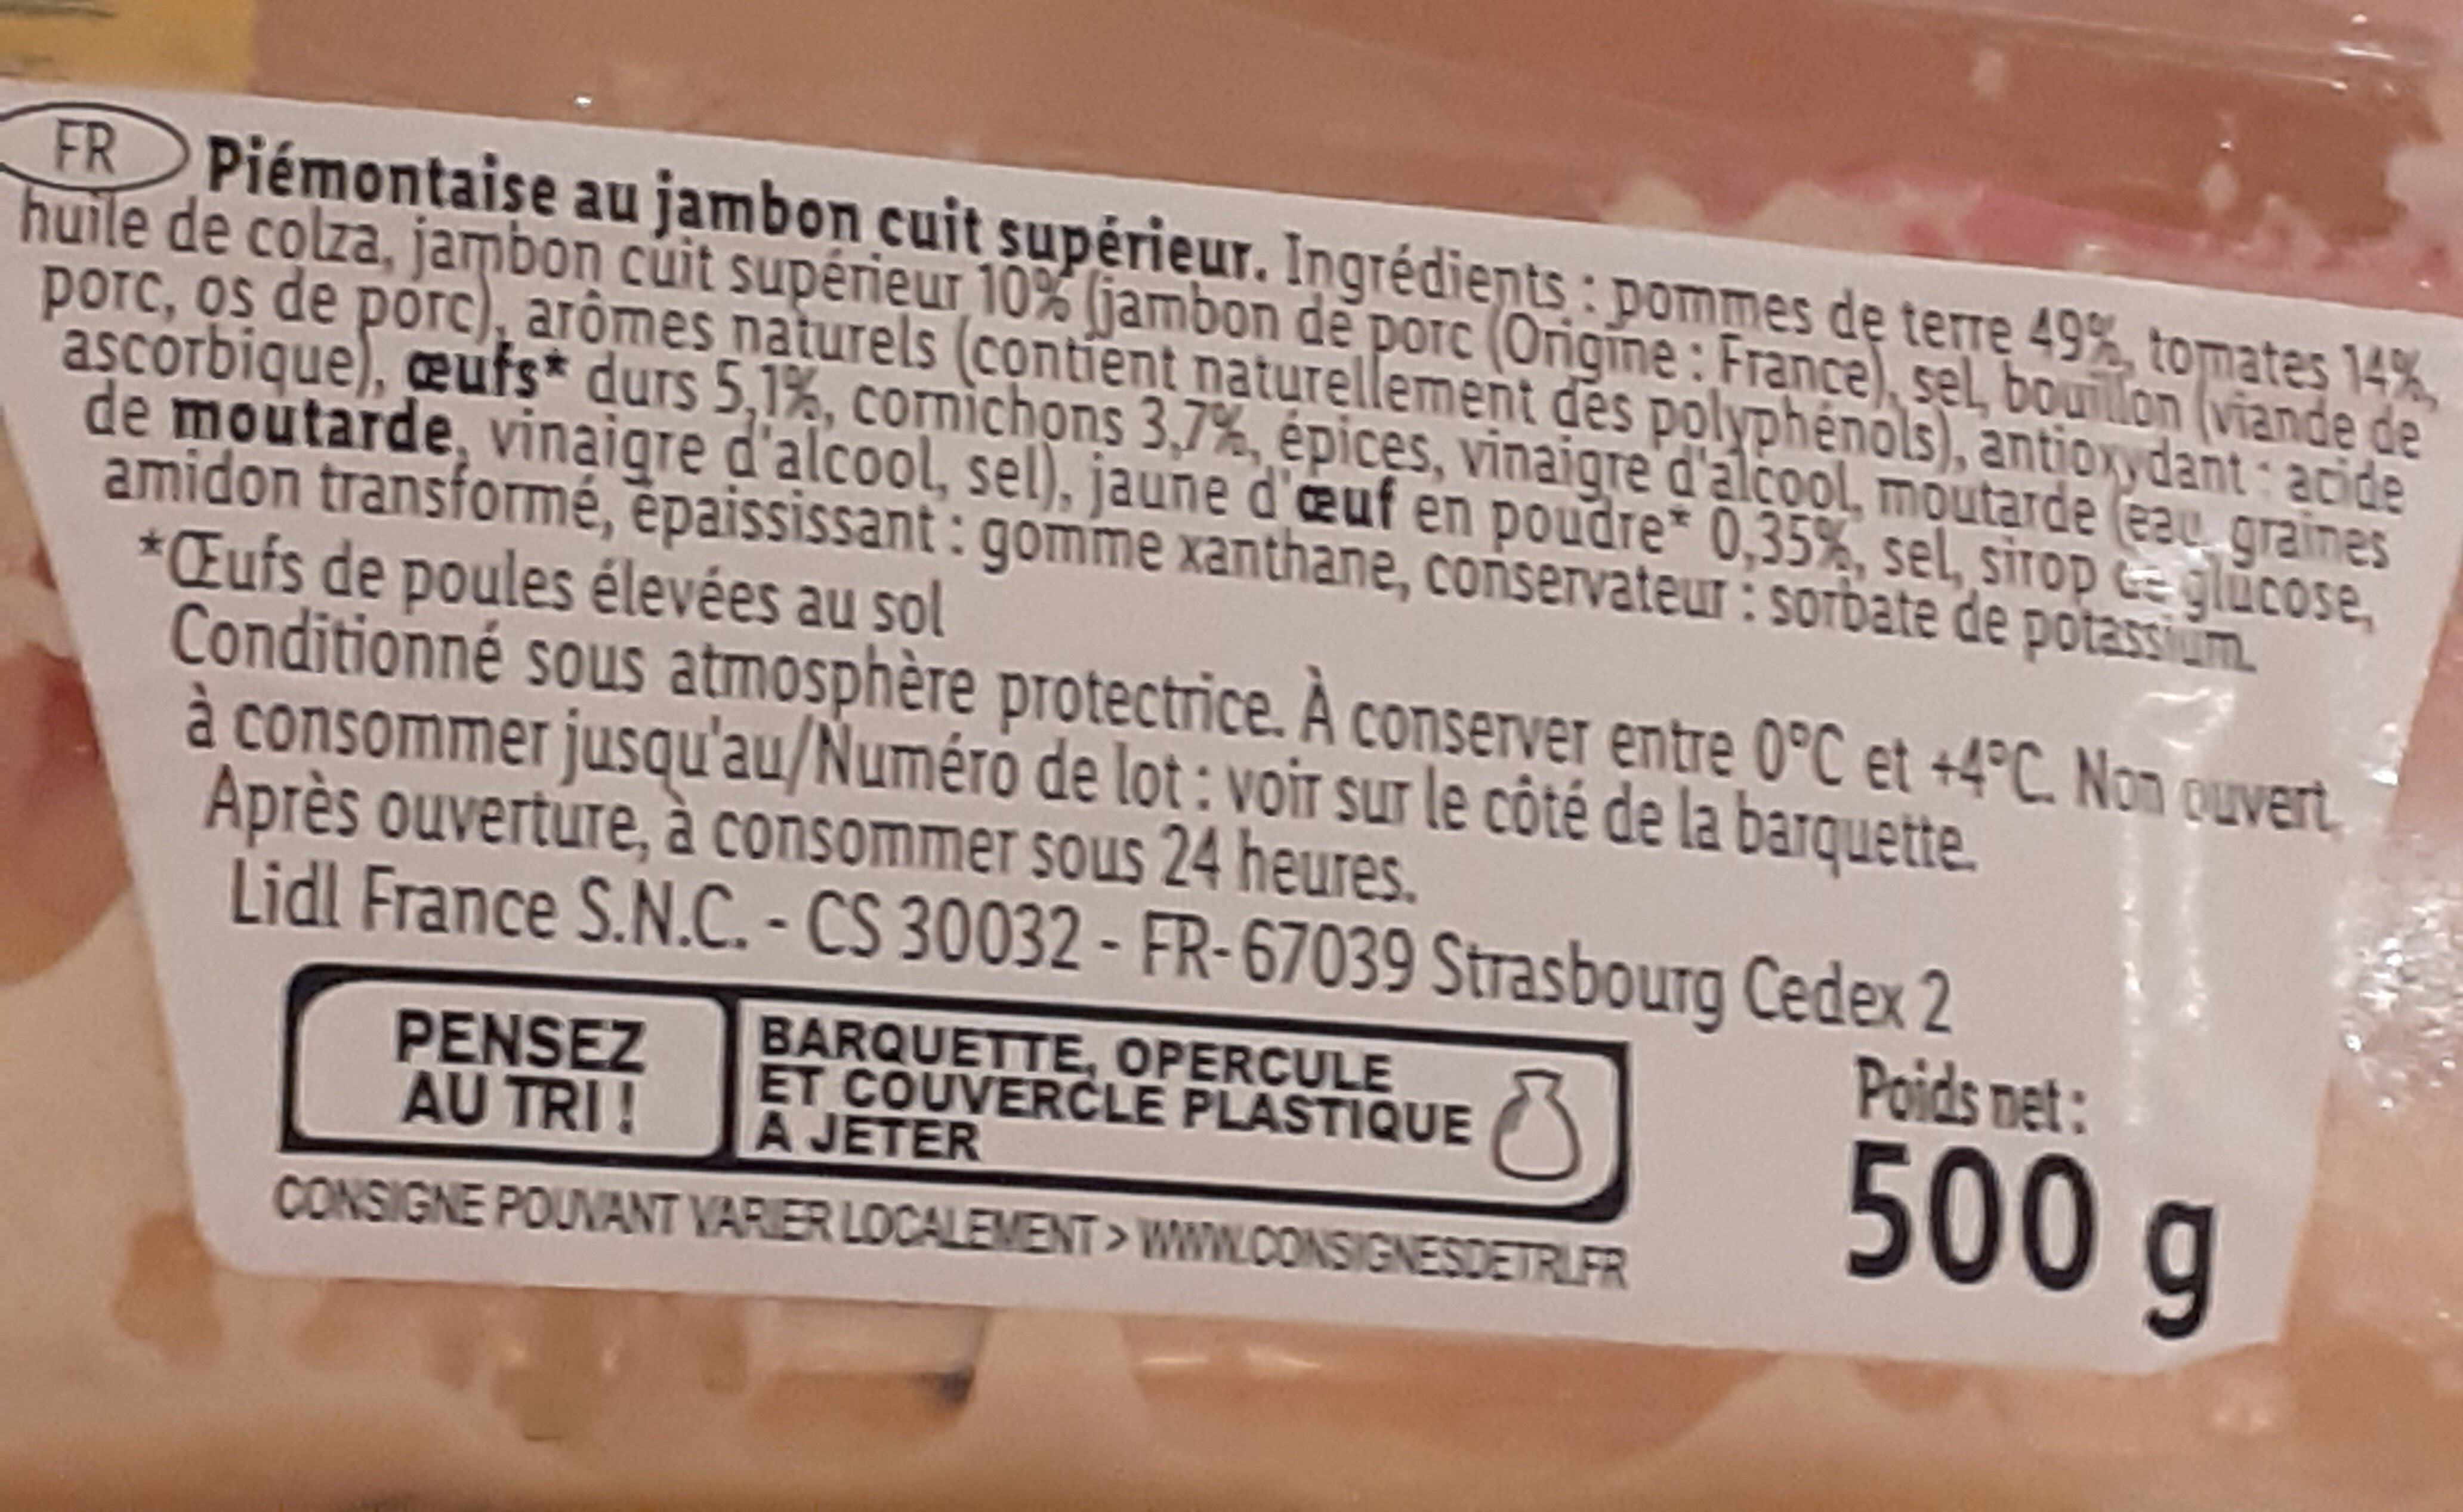 FR Piémontaise au jambon cuit supérieur. Ingrédients : pommes de terre 49%, tomates 14%,
huile de colza, jambon cuit supérieur 10% (jambon de porc (Origine : France), sel, bouillon (viande de
porc, os de porc), arômes naturels (contient naturellement des polyphénols), antioxydant : acide
ascorbique), œufs* durs 5,1%, cornichons 3,7%, épices, vinaigre d'alcool, moutarde (eau, graines
de moutarde, vinaigre d'alcool, sel), jaune d'œuf en poudre* 0,35%, sel, sirop de glucose,
amidon transformé, épaississant : gomme xanthane, conservateur : sorbate de potassium.
*Œufs de poules élevées au sol
Conditionné sous atmosphère protectrice. À conserver entre 0°C et +4°C. Non ouvert,
à consommer jusqu'au/Numéro de lot : voir sur le côté de la barquette.
Après ouverture, à consommer sous 24 heures.
Lidl France S.N.C. - CS 30032 - FR-67039 Strasbourg Cedex 2
PENSEZ
AU TRI !
BARQUETTE, OPERCULE
ET COUVERCLE PLASTIQUE
À JETER
CONSIGNE POUVANT VARIER LOCALEMENT > WWW.CONSIGNESDETRI.FR
Poids net :
500 g